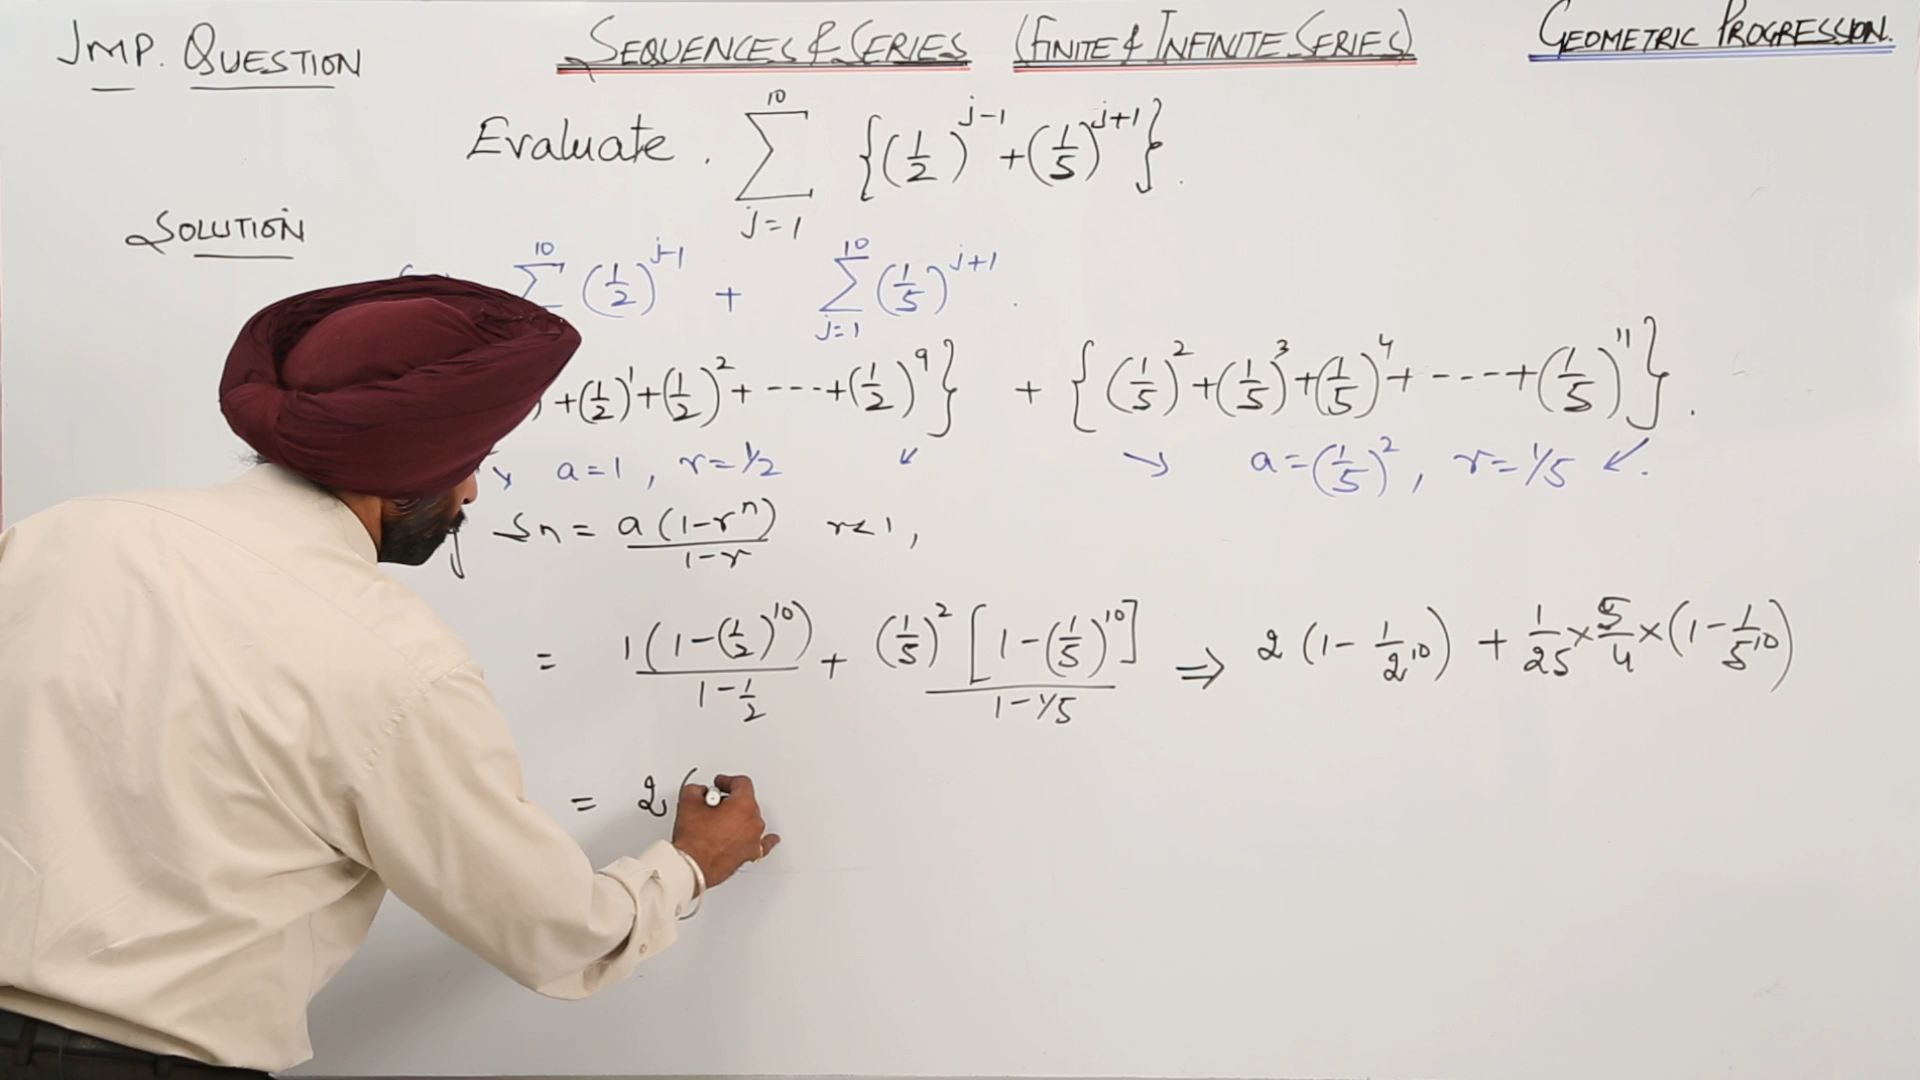 IMP. QUESTION
SEQUENCES & SERIES (FINITE & INFINITE SERIES)
GEOMETRIC PROGRESSION.
Evaluate. ∑_{j=1}^{10} {(1/2)^{j-1} + (1/5)^{j+1}}.
SOLUTION
∑^{10} (1/2)^{j-1} + ∑_{j=1}^{10} (1/5)^{j+1}.
+(1/2)^1 + (1/2)^2 + ---- + (1/2)^9} + {(1/5)^2 + (1/5)^3 + (1/5)^4 + ---- + (1/5)^11}.
↘ a=1, r=1/2 ↙ ↘ a=(1/5)^2, r=1/5 ↙.
Sn = a(1-r^n)/1-r r<1,
= 1(1-(1/2)^10)/1-1/2 + (1/5)^2 [1-(1/5)^10]/1-1/5 ⇒ 2(1-1/2^10) + 1/25 × 5/4 × (1-1/5^10)
= 2(